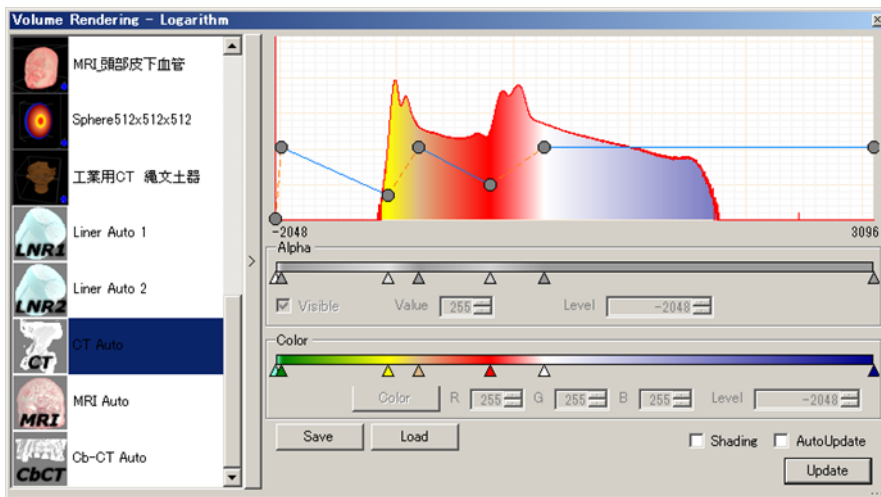 Volume Rendering - Logarithm
MRI_頭部皮下血管
Sphere512x512x512
工業用CT 縄文土器
LNR1
Liner Auto 1
LNR2
Liner Auto 2
CT
CT Auto
MRI
MRI Auto
CbCT
Cb-CT Auto
>
-2048
3096
Alpha
Visible
Value
255
Level
-2048
Color
Color
R
255
G
255
B
255
Level
-2048
Save
Load
Shading
AutoUpdate
Update